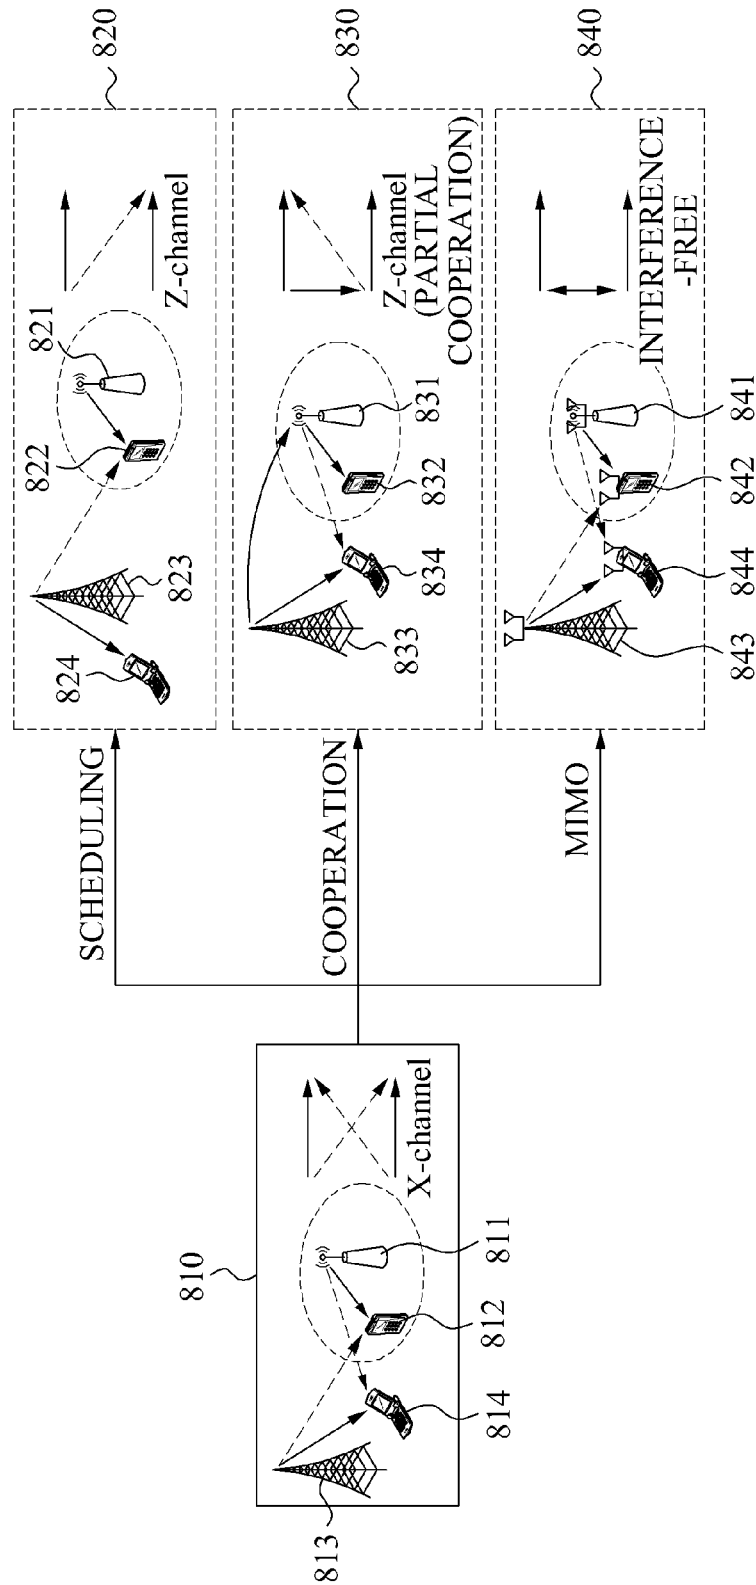 810
813
814
812
811
X-channel
SCHEDULING
COOPERATION
MIMO
820
824
823
822
821
Z-channel
830
833
834
832
831
Z-channel
(PARTIAL
COOPERATION)
840
843
844
842
841
INTERFERENCE
-FREE